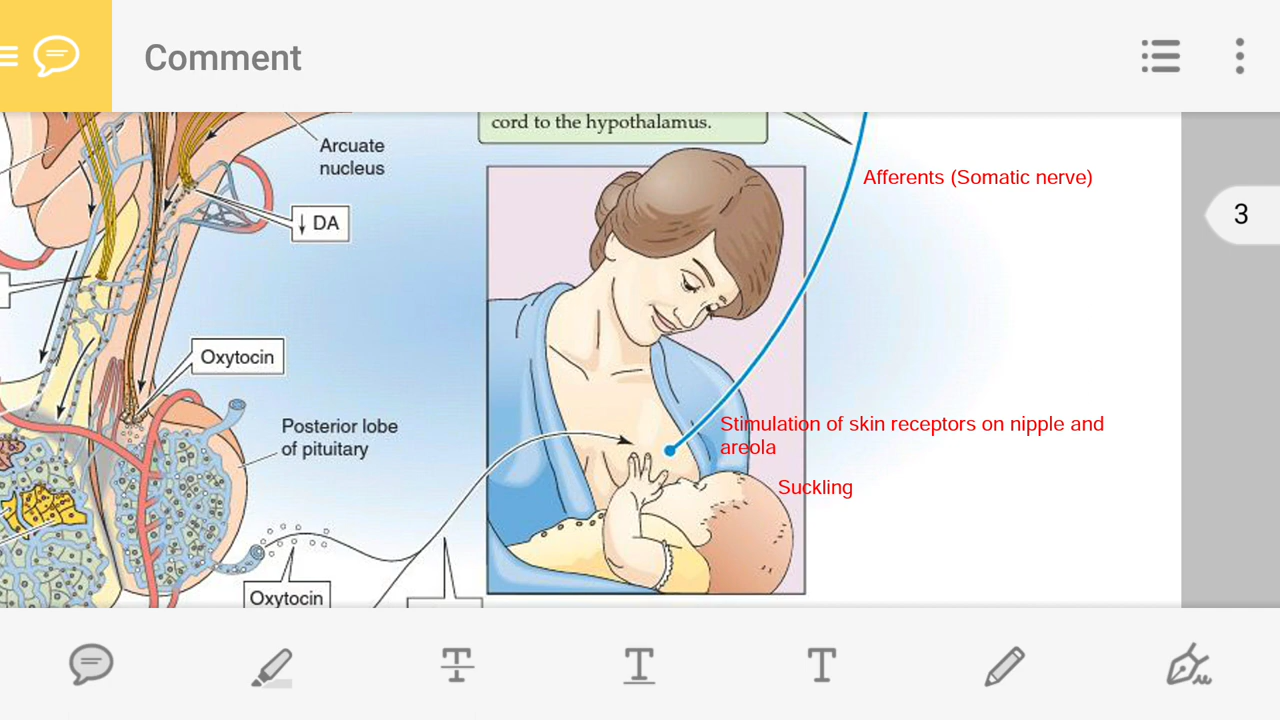 Comment
cord to the hypothalamus.
Arcuate
nucleus
Afferents (Somatic nerve)
↓ DA
3
Oxytocin
Posterior lobe
of pituitary
Stimulation of skin receptors on nipple and
areola
Suckling
Oxytocin